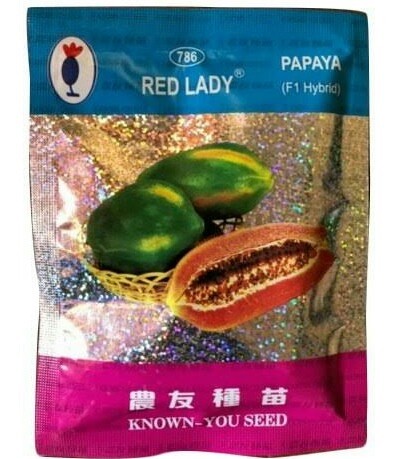 786
RED LADY®
PAPAYA
(F1 Hybrid)
農友種苗
KNOWN-YOU SEED